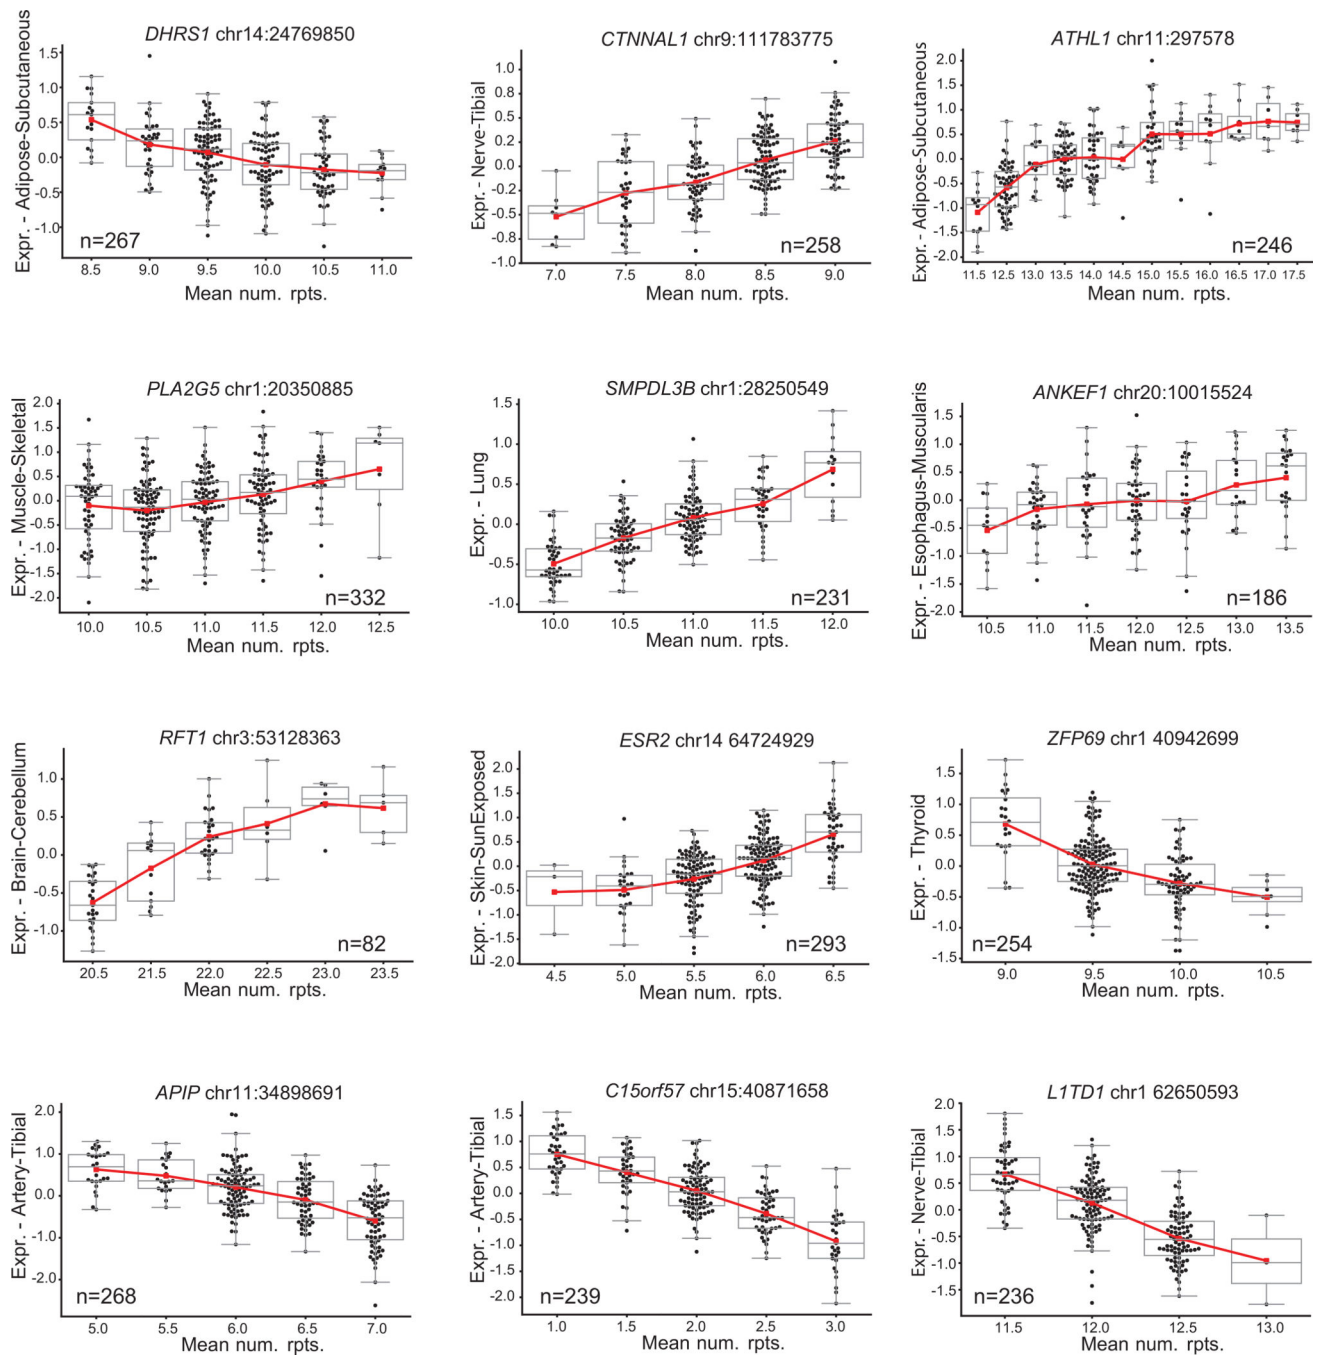 DHRS1 chr14:24769850
Expr. - Adipose-Subcutaneous
1.5
1.0
0.5
0.0
-0.5
-1.0
n=267
8.5 9.0 9.5 10.0 10.5 11.0
Mean num. rpts.
CTNNAL1 chr9:111783775
Expr. - Nerve-Tibial
1.0
0.5
0.2
0.0
-0.2
-0.5
-0.8
-1.0
n=258
7.0 7.5 8.0 8.5 9.0
Mean num. rpts.
ATHL1 chr11:297578
Expr. - Adipose-Subcutaneous
2.0
1.5
1.0
0.5
0.0
-0.5
-1.0
-1.5
-2.0
n=246
11.5 12.5 13.0 13.5 14.0 14.5 15.0 15.5 16.0 16.5 17.0 17.5
Mean num. rpts.
PLA2G5 chr1:20350885
Expr. - Muscle-Skeletal
2.0
1.5
1.0
0.5
0.0
-0.5
-1.0
-1.5
-2.0
n=332
10.0 10.5 11.0 11.5 12.0 12.5
Mean num. rpts.
SMPDL3B chr1:28250549
Expr. - Lung
1.5
1.0
0.5
0.0
-0.5
-1.0
n=231
10.0 10.5 11.0 11.5 12.0
Mean num. rpts.
ANKEF1 chr20:10015524
Expr. - Esophagus-Muscularis
1.5
1.0
0.5
0.0
-0.5
-1.0
-1.5
-2.0
n=186
10.5 11.0 11.5 12.0 12.5 13.0 13.5
Mean num. rpts.
RFT1 chr3:53128363
Expr. - Brain-Cerebellum
1.0
0.5
0.0
-0.5
-1.0
n=82
20.5 21.5 22.0 22.5 23.0 23.5
Mean num. rpts.
ESR2 chr14 64724929
Expr. - Skin-SunExposed
2.0
1.5
1.0
0.5
0.0
-0.5
-1.0
-1.5
-2.0
n=293
4.5 5.0 5.5 6.0 6.5
Mean num. rpts.
ZFP69 chr1 40942699
Expr. - Thyroid
1.5
1.0
0.5
0.0
-0.5
-1.0
-1.5
n=254
9.0 9.5 10.0 10.5
Mean num. rpts.
APIP chr11:34898691
Expr. - Artery-Tibial
2.0
1.0
0.0
-1.0
-2.0
n=268
5.0 5.5 6.0 6.5 7.0
Mean num. rpts.
C15orf57 chr15:40871658
Expr. - Artery-Tibial
1.5
1.0
0.5
0.0
-0.5
-1.0
-1.5
-2.0
n=239
1.0 1.5 2.0 2.5 3.0
Mean num. rpts.
L1TD1 chr1 62650593
Expr. - Nerve-Tibial
2.0
1.5
1.0
0.5
0.0
-0.5
-1.0
-1.5
n=236
11.5 12.0 12.5 13.0
Mean num. rpts.